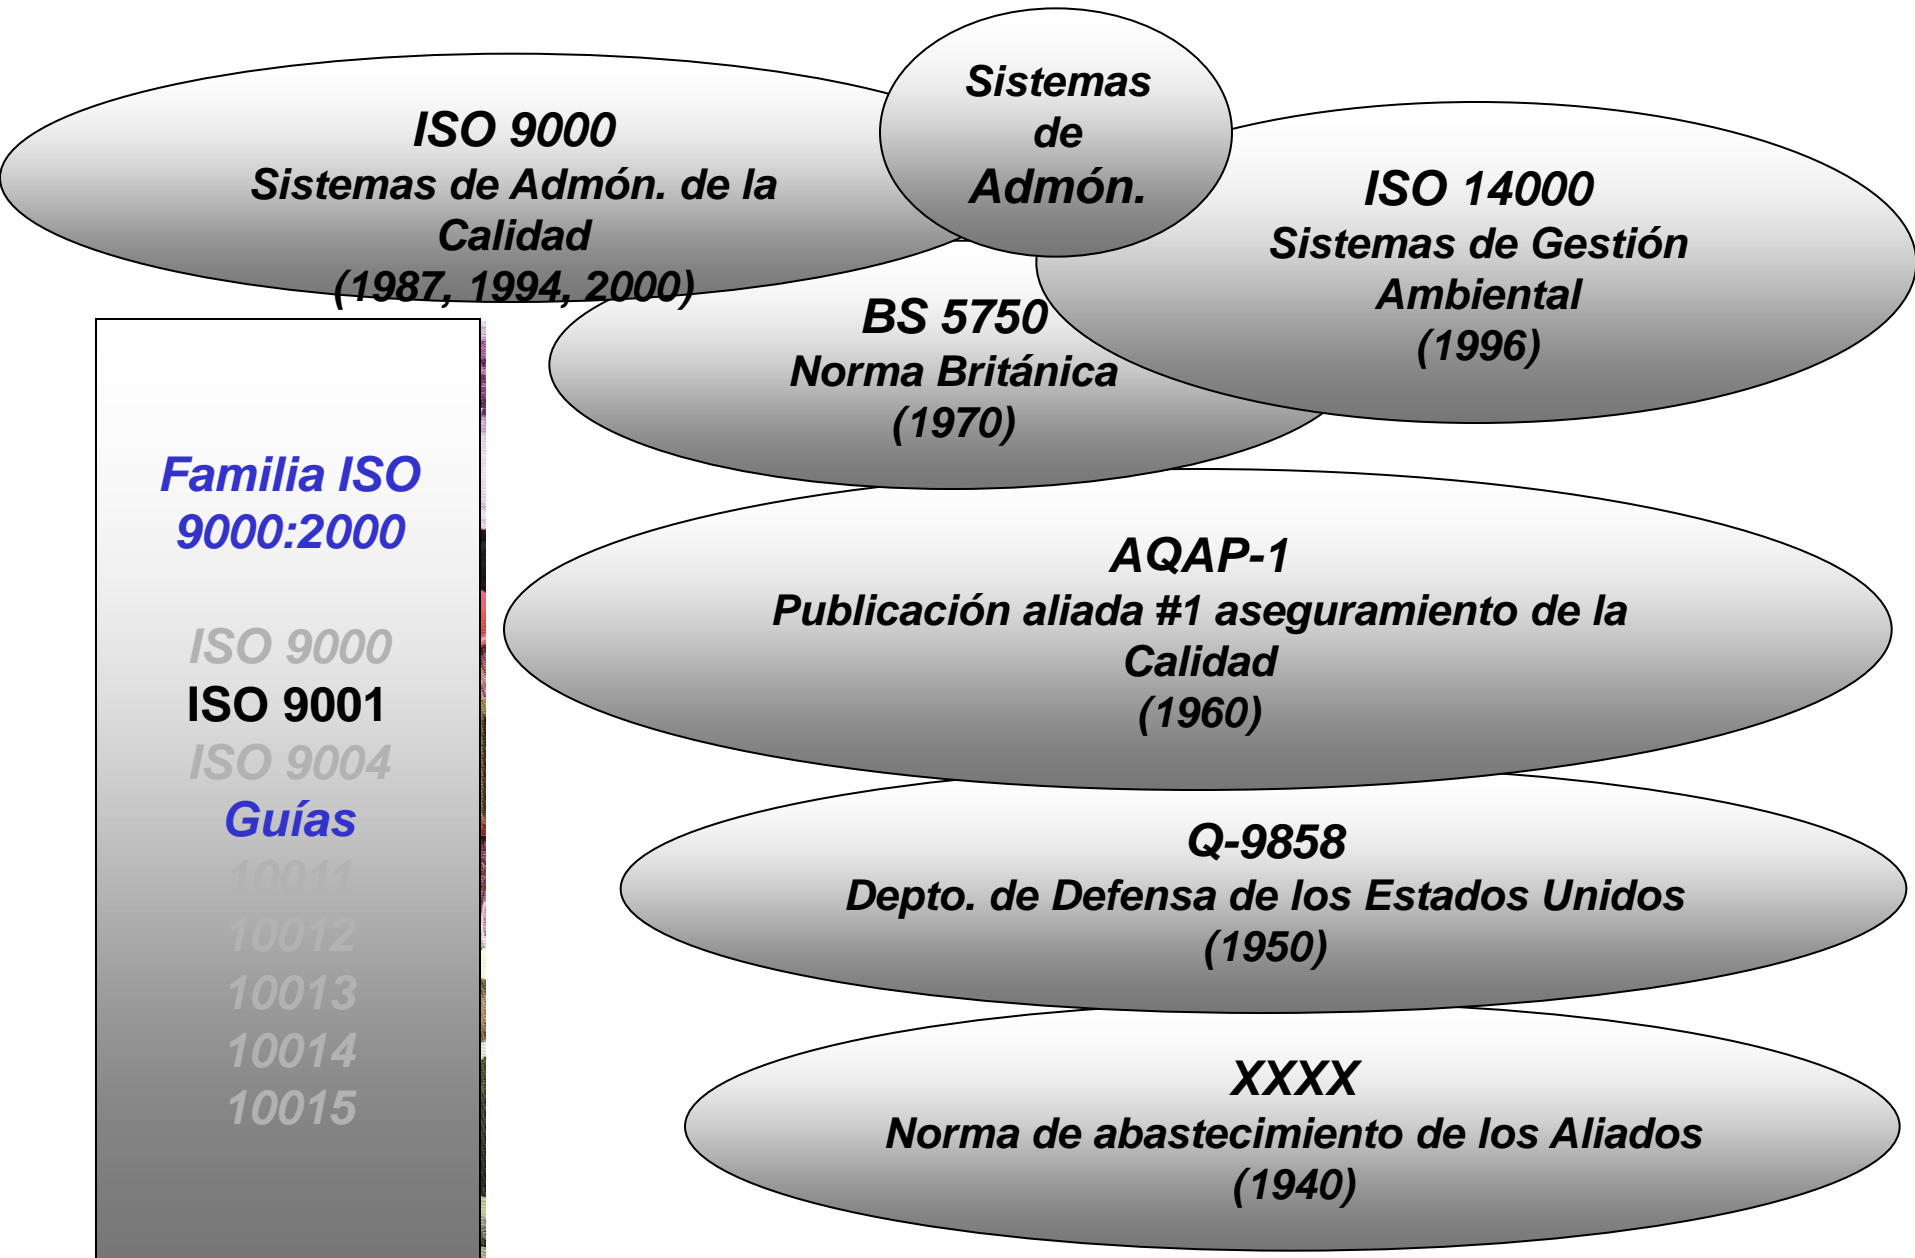 Sistemas
de
Admón.
ISO 9000
Sistemas de Admón. de la
Calidad
(1987, 1994, 2000)
ISO 14000
Sistemas de Gestión
Ambiental
(1996)
BS 5750
Norma Británica
(1970)
AQAP-1
Publicación aliada #1 aseguramiento de la
Calidad
(1960)
Q-9858
Depto. de Defensa de los Estados Unidos
(1950)
XXXX
Norma de abastecimiento de los Aliados
(1940)
Familia ISO
9000:2000
ISO 9000
ISO 9001
ISO 9004
Guías
10011
10012
10013
10014
10015